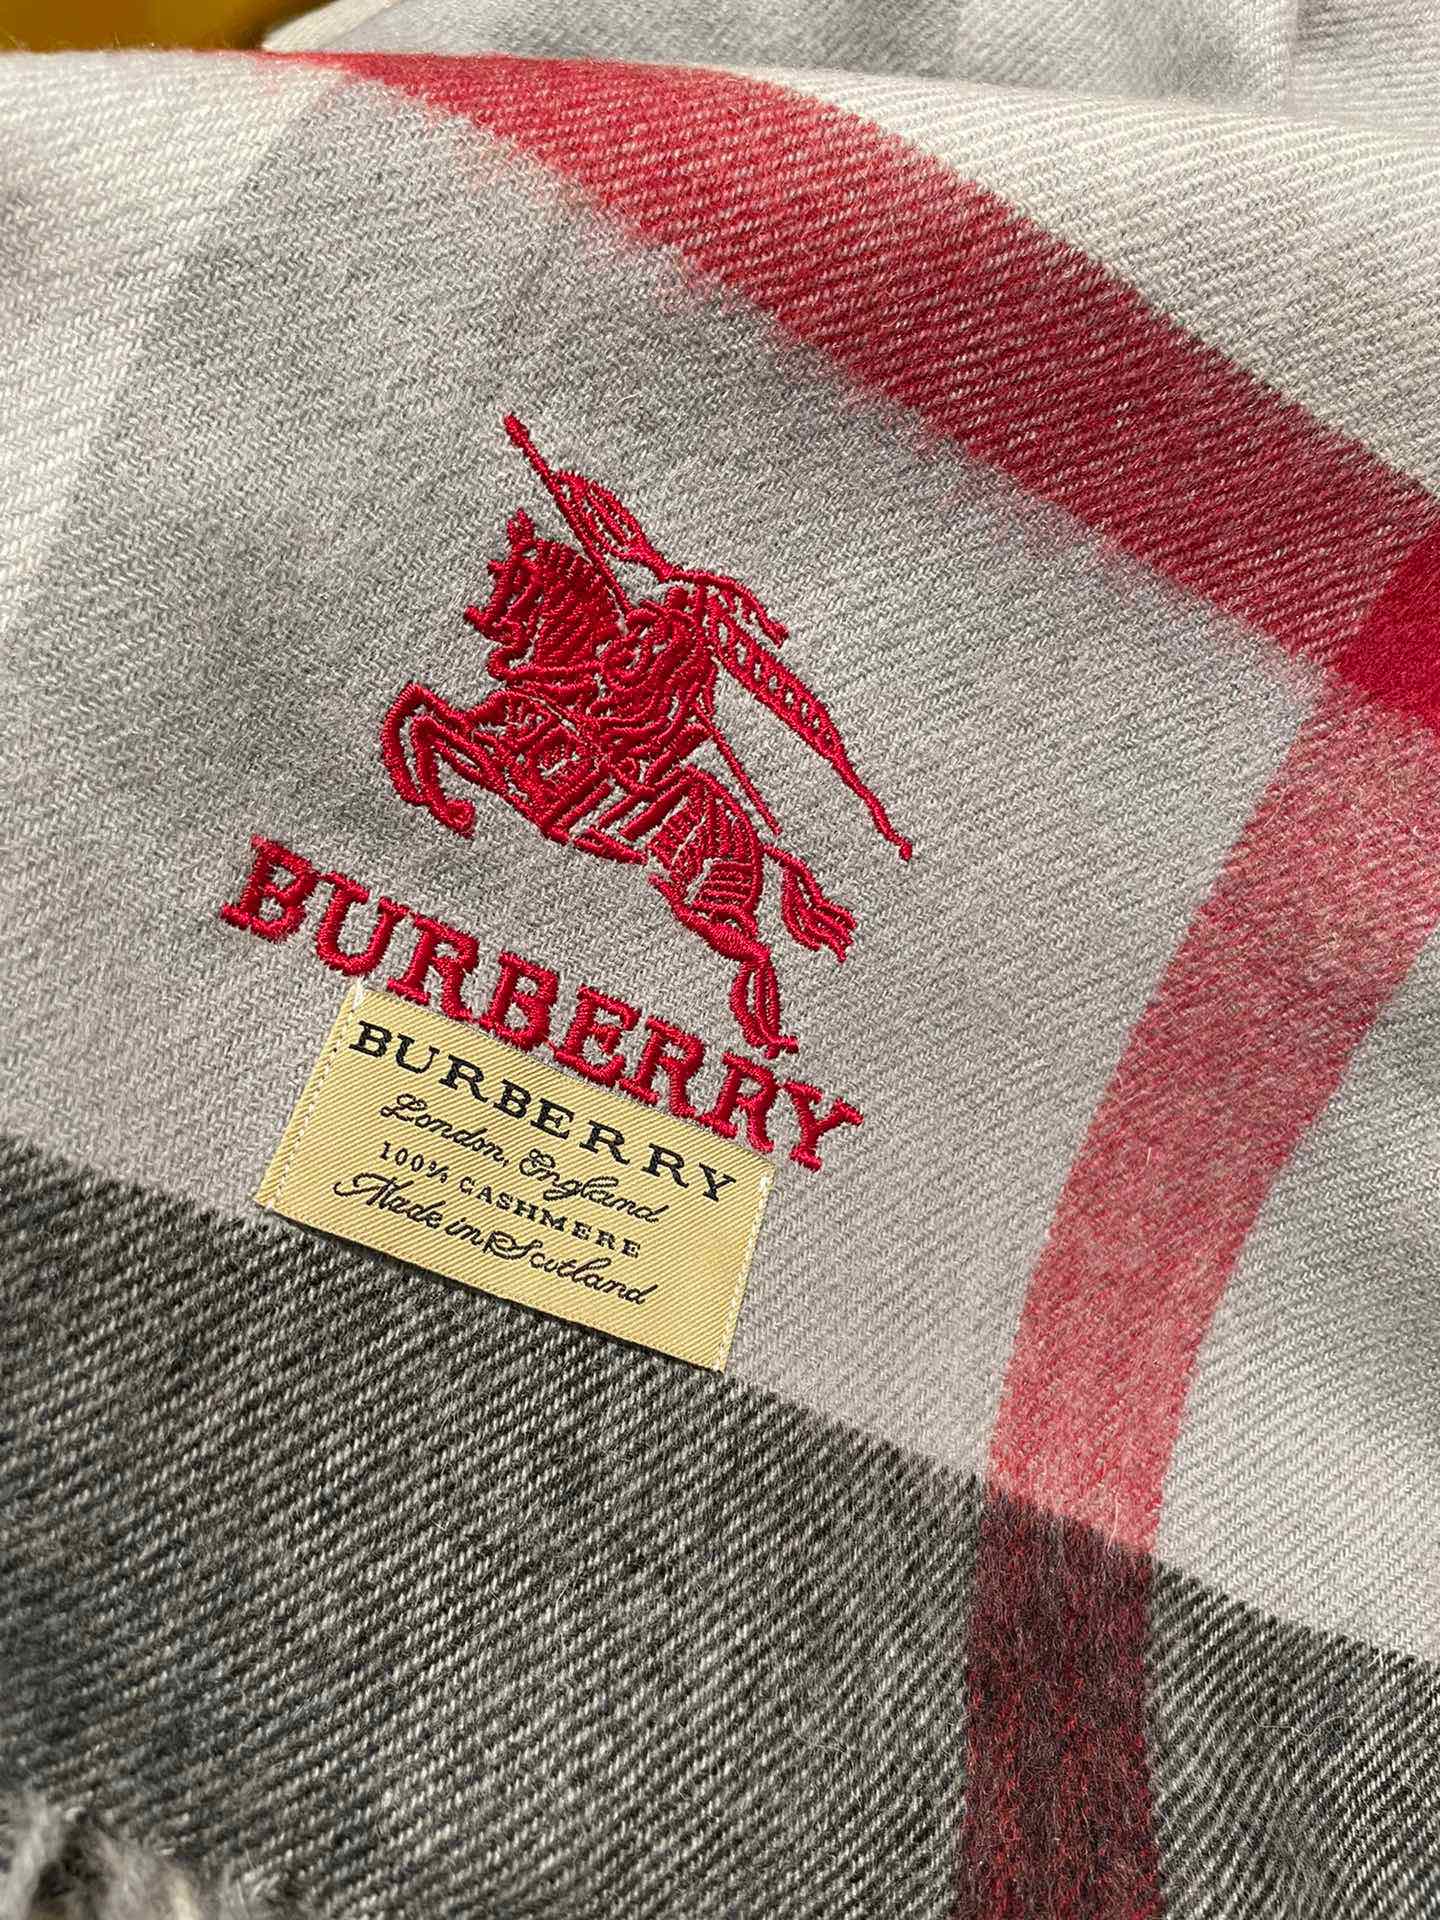 BURBERRY
BURBERRY
London, England
100% CASHMERE
Made in Scotland